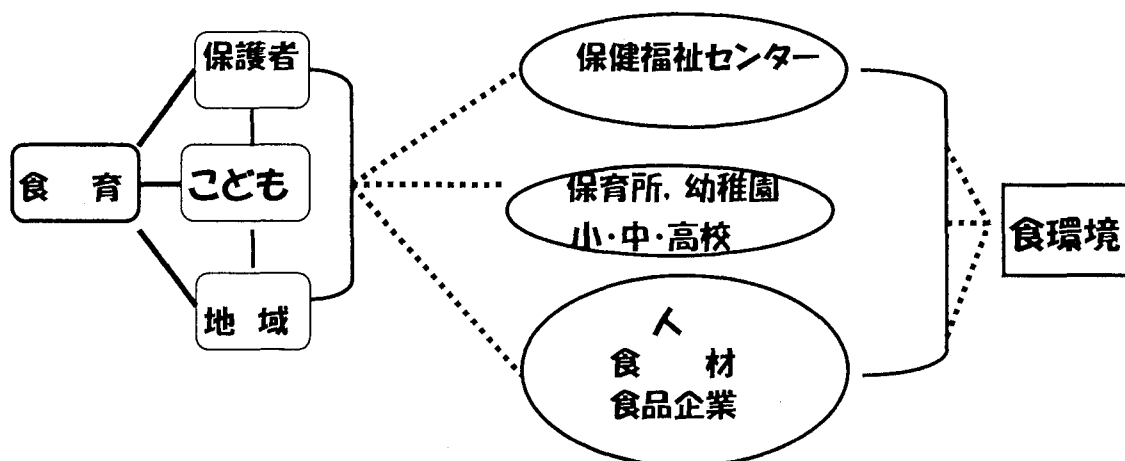 食 育
保護者
こども
地 域
保健福祉センター
保育所, 幼稚園
小・中・高校
人
食 材
食品企業
食環境